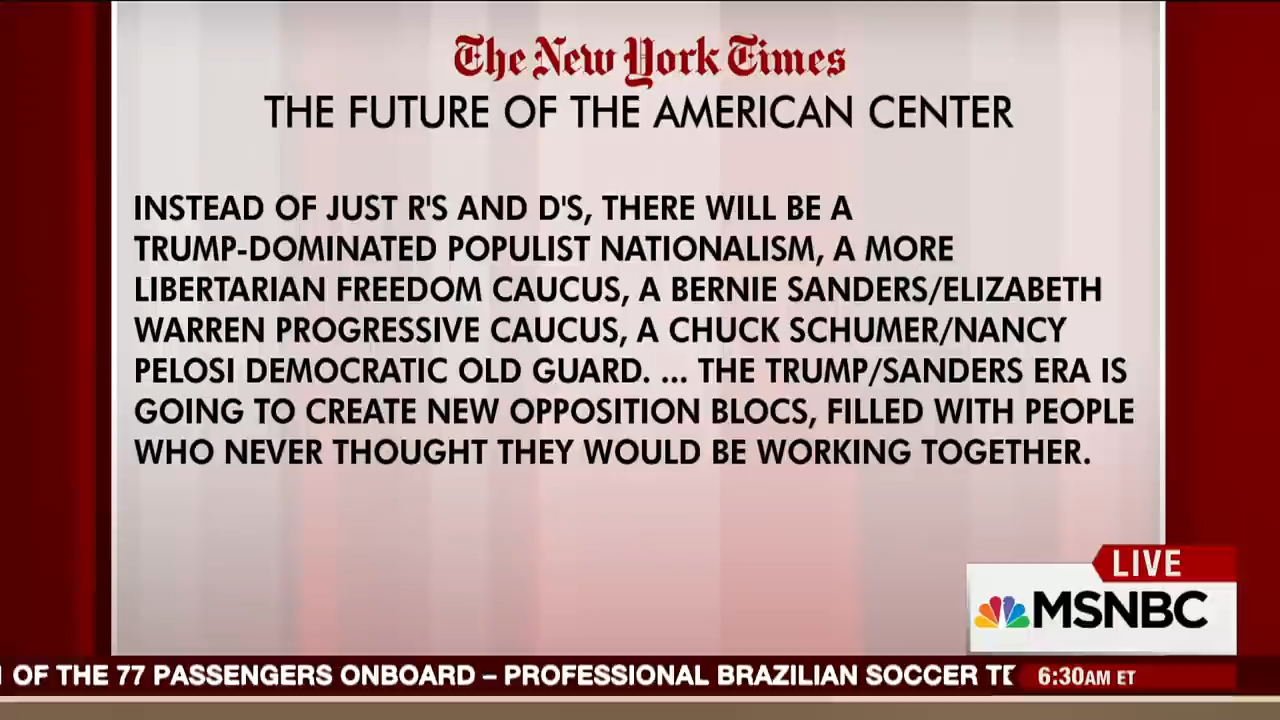 The New York Times
THE FUTURE OF THE AMERICAN CENTER
INSTEAD OF JUST R'S AND D'S, THERE WILL BE A
TRUMP-DOMINATED POPULIST NATIONALISM, A MORE
LIBERTARIAN FREEDOM CAUCUS, A BERNIE SANDERS/ELIZABETH
WARREN PROGRESSIVE CAUCUS, A CHUCK SCHUMER/NANCY
PELOSI DEMOCRATIC OLD GUARD. ... THE TRUMP/SANDERS ERA IS
GOING TO CREATE NEW OPPOSITION BLOCS, FILLED WITH PEOPLE
WHO NEVER THOUGHT THEY WOULD BE WORKING TOGETHER.
LIVE
MSNBC
OF THE 77 PASSENGERS ONBOARD – PROFESSIONAL BRAZILIAN SOCCER
6:30AM ET